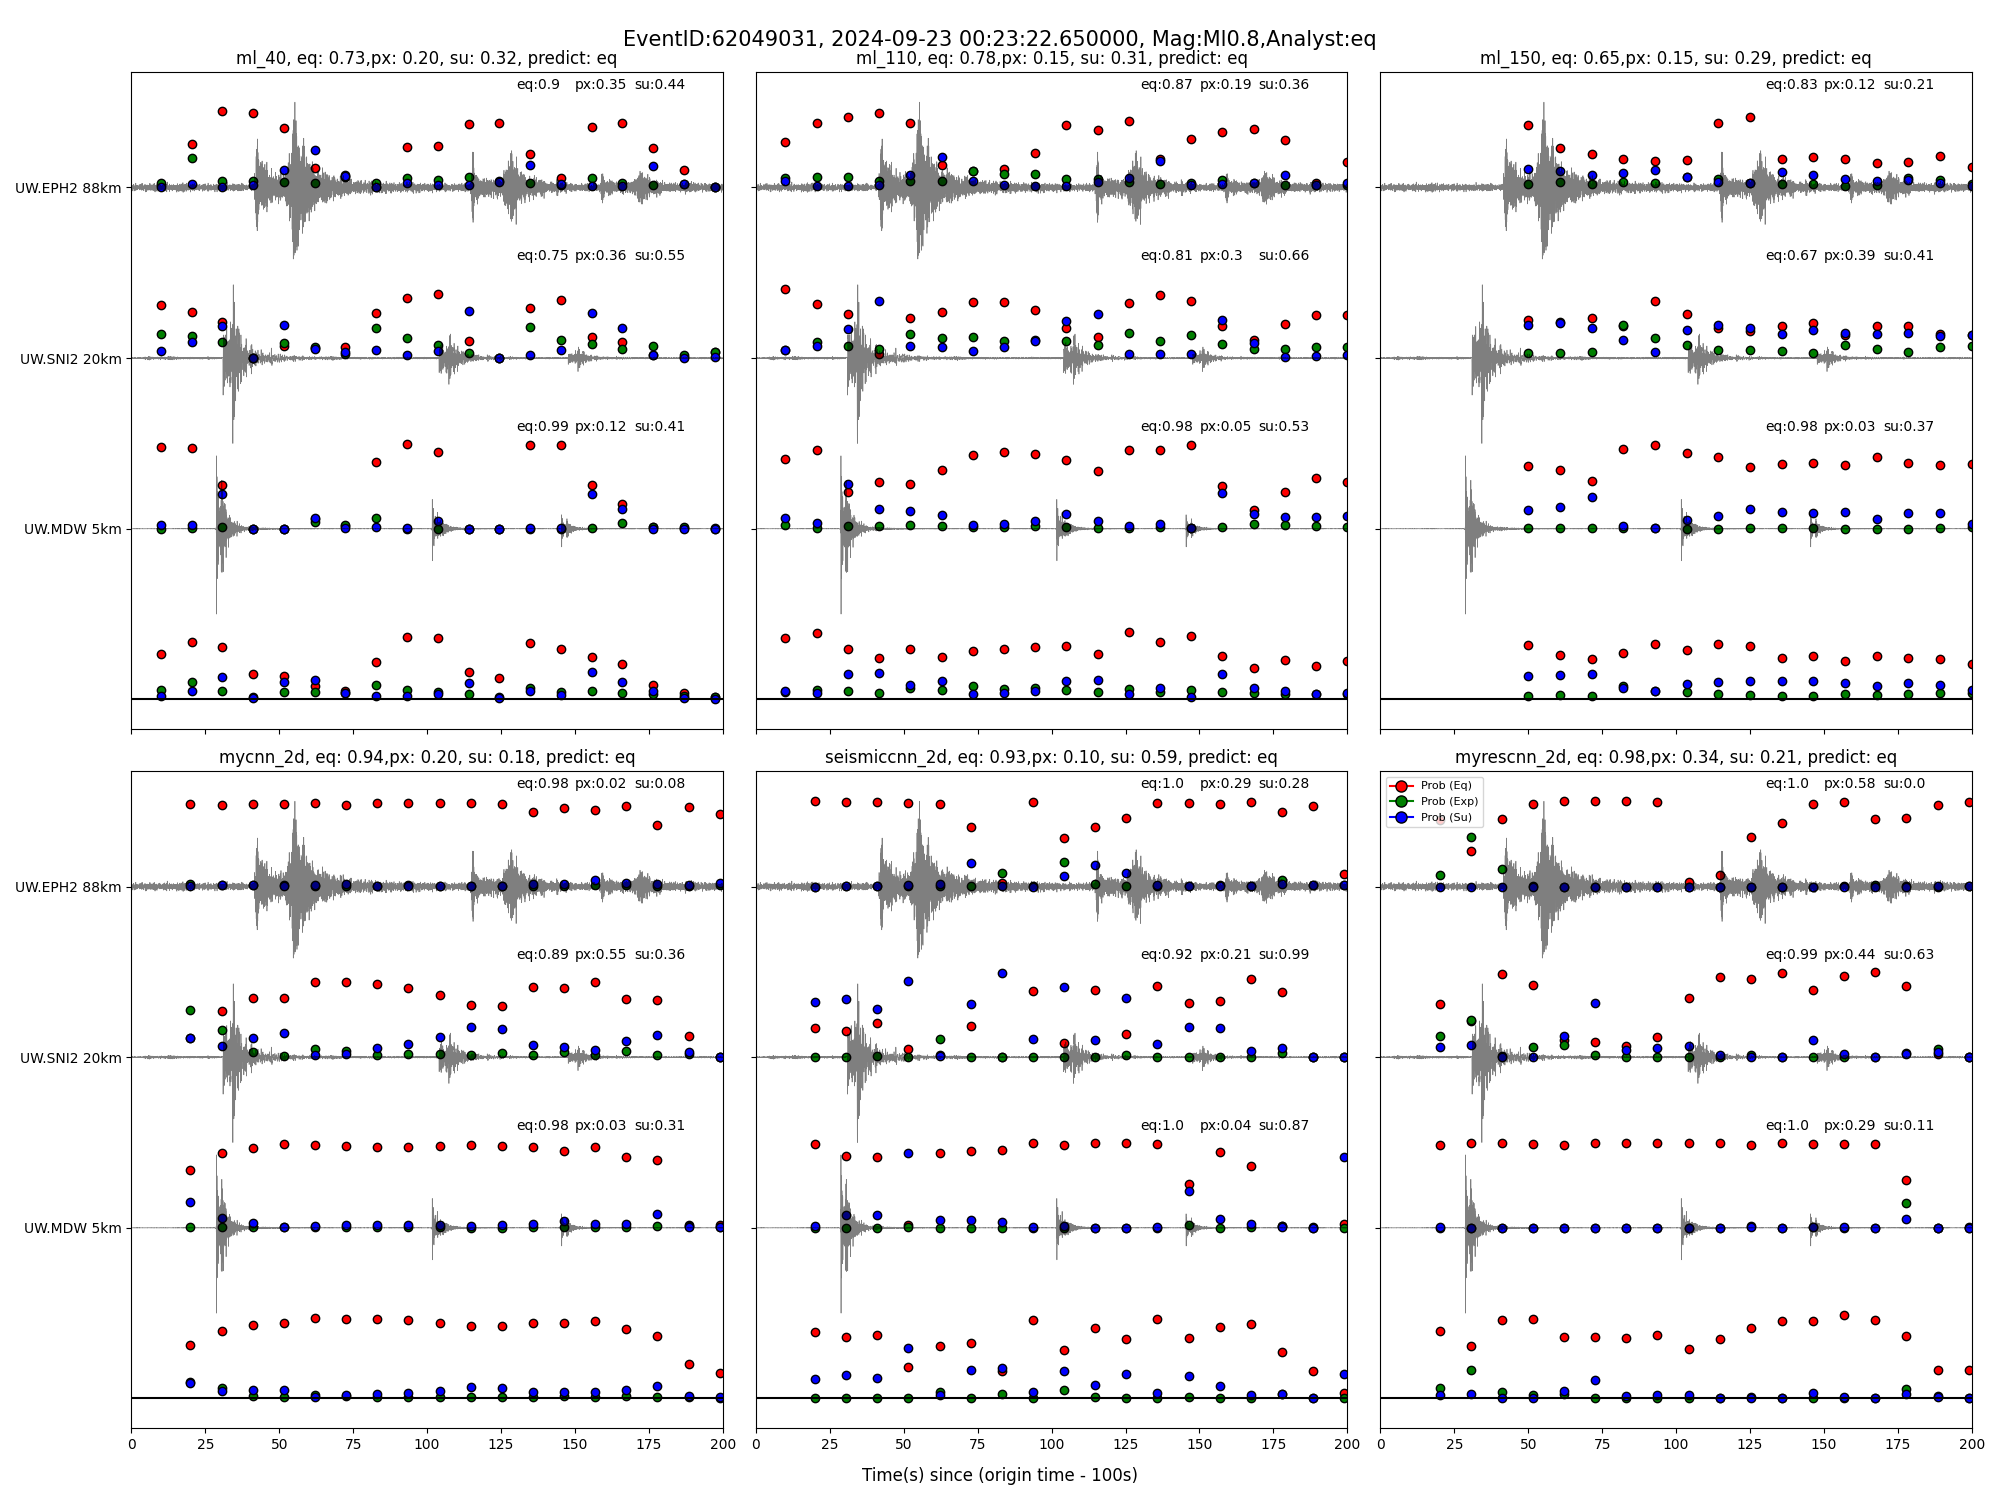 EventID:62049031, 2024-09-23 00:23:22.650000, Mag:Ml0.8,Analyst:eq
ml_40, eq: 0.73,px: 0.20, su: 0.32, predict: eq
ml_110, eq: 0.78,px: 0.15, su: 0.31, predict: eq
ml_150, eq: 0.65,px: 0.15, su: 0.29, predict: eq
eq:0.9 px:0.35 su:0.44
eq:0.87 px:0.19 su:0.36
eq:0.83 px:0.12 su:0.21
UW.EPH2 88km
eq:0.75 px:0.36 su:0.55
eq:0.81 px:0.3 su:0.66
eq:0.67 px:0.39 su:0.41
UW.SNI2 20km
eq:0.99 px:0.12 su:0.41
eq:0.98 px:0.05 su:0.53
eq:0.98 px:0.03 su:0.37
UW.MDW 5km
mycnn_2d, eq: 0.94,px: 0.20, su: 0.18, predict: eq
seismiccnn_2d, eq: 0.93,px: 0.10, su: 0.59, predict: eq
myrescnn_2d, eq: 0.98,px: 0.34, su: 0.21, predict: eq
eq:0.98 px:0.02 su:0.08
eq:1.0 px:0.29 su:0.28
eq:1.0 px:0.58 su:0.0
Prob (Eq)
Prob (Exp)
Prob (Su)
UW.EPH2 88km
eq:0.89 px:0.55 su:0.36
eq:0.92 px:0.21 su:0.99
eq:0.99 px:0.44 su:0.63
UW.SNI2 20km
eq:0.98 px:0.03 su:0.31
eq:1.0 px:0.04 su:0.87
eq:1.0 px:0.29 su:0.11
UW.MDW 5km
0 25 50 75 100 125 150 175 200
0 25 50 75 100 125 150 175 200
0 25 50 75 100 125 150 175 200
Time(s) since (origin time - 100s)